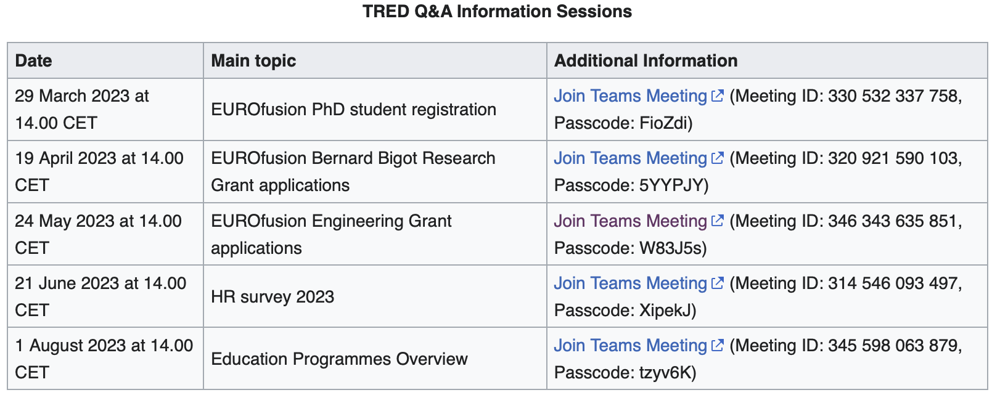 TRED Q&A Information Sessions
Date Main topic Additional Information
29 March 2023 at
14.00 CET
EUROfusion PhD student registration
Join Teams Meeting (Meeting ID: 330 532 337 758,
Passcode: FioZdi)
19 April 2023 at 14.00
CET
EUROfusion Bernard Bigot Research
Grant applications
Join Teams Meeting (Meeting ID: 320 921 590 103,
Passcode: 5YYPJY)
24 May 2023 at 14.00
CET
EUROfusion Engineering Grant
applications
Join Teams Meeting (Meeting ID: 346 343 635 851,
Passcode: W83J5s)
21 June 2023 at 14.00
CET
HR survey 2023
Join Teams Meeting (Meeting ID: 314 546 093 497,
Passcode: XipekJ)
1 August 2023 at 14.00
CET
Education Programmes Overview
Join Teams Meeting (Meeting ID: 345 598 063 879,
Passcode: tzyv6K)